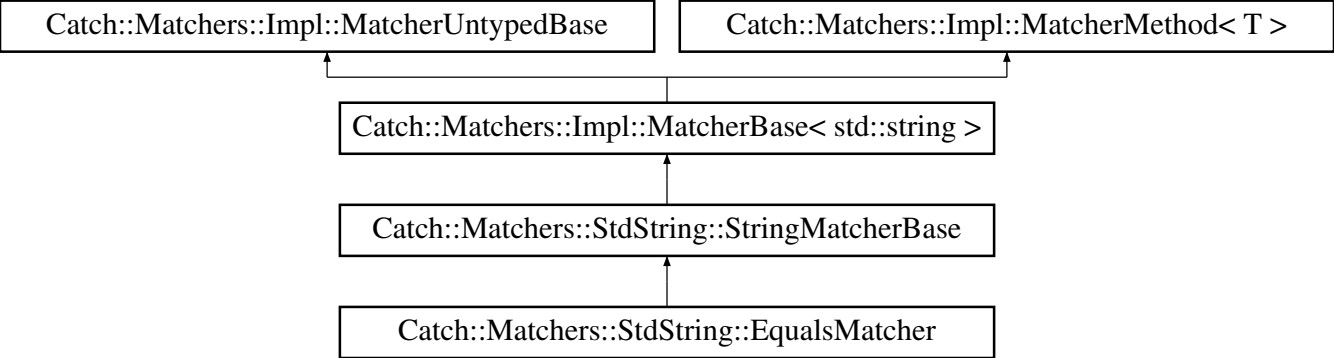 Catch::Matchers::Impl::MatcherUntypedBase
Catch::Matchers::Impl::MatcherMethod< T >
Catch::Matchers::Impl::MatcherBase< std::string >
Catch::Matchers::StdString::StringMatcherBase
Catch::Matchers::StdString::EqualsMatcher